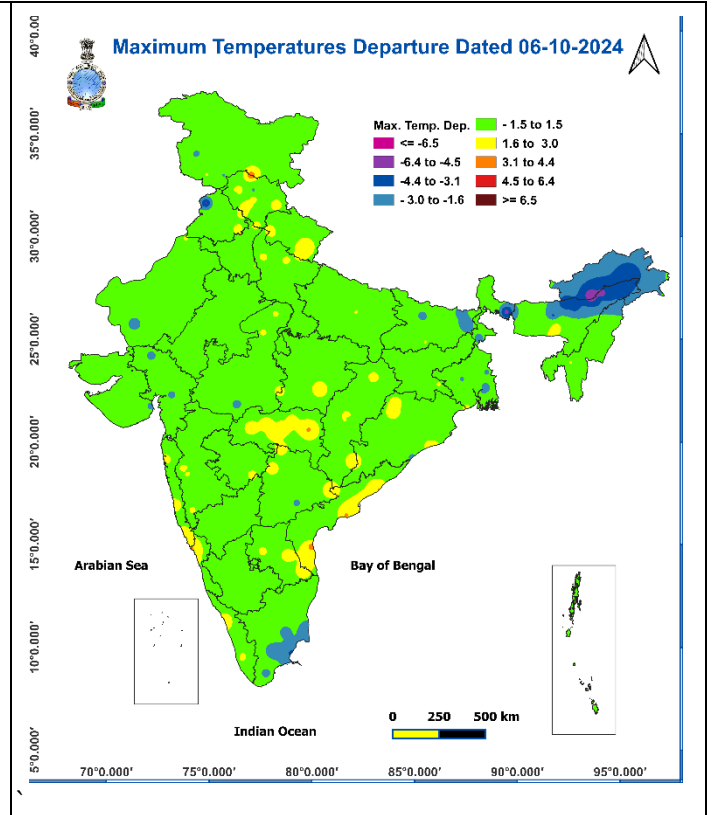 Maximum Temperatures Departure Dated 06-10-2024
Max. Temp. Dep.
<= -6.5
-6.4 to -4.5
-4.4 to -3.1
- 3.0 to -1.6
- 1.5 to 1.5
1.6 to 3.0
3.1 to 4.4
4.5 to 6.4
>= 6.5
40°0.00
35°0.000'
30°0.000'
25°0.000'
20°0.000'
15°0.000'
10°0.000'
5°0.000'
Arabian Sea
Bay of Bengal
Indian Ocean
0 250 500 km
70°0.000'
75°0.000'
80°0.000'
85°0.000'
90°0.000'
95°0.000'
`